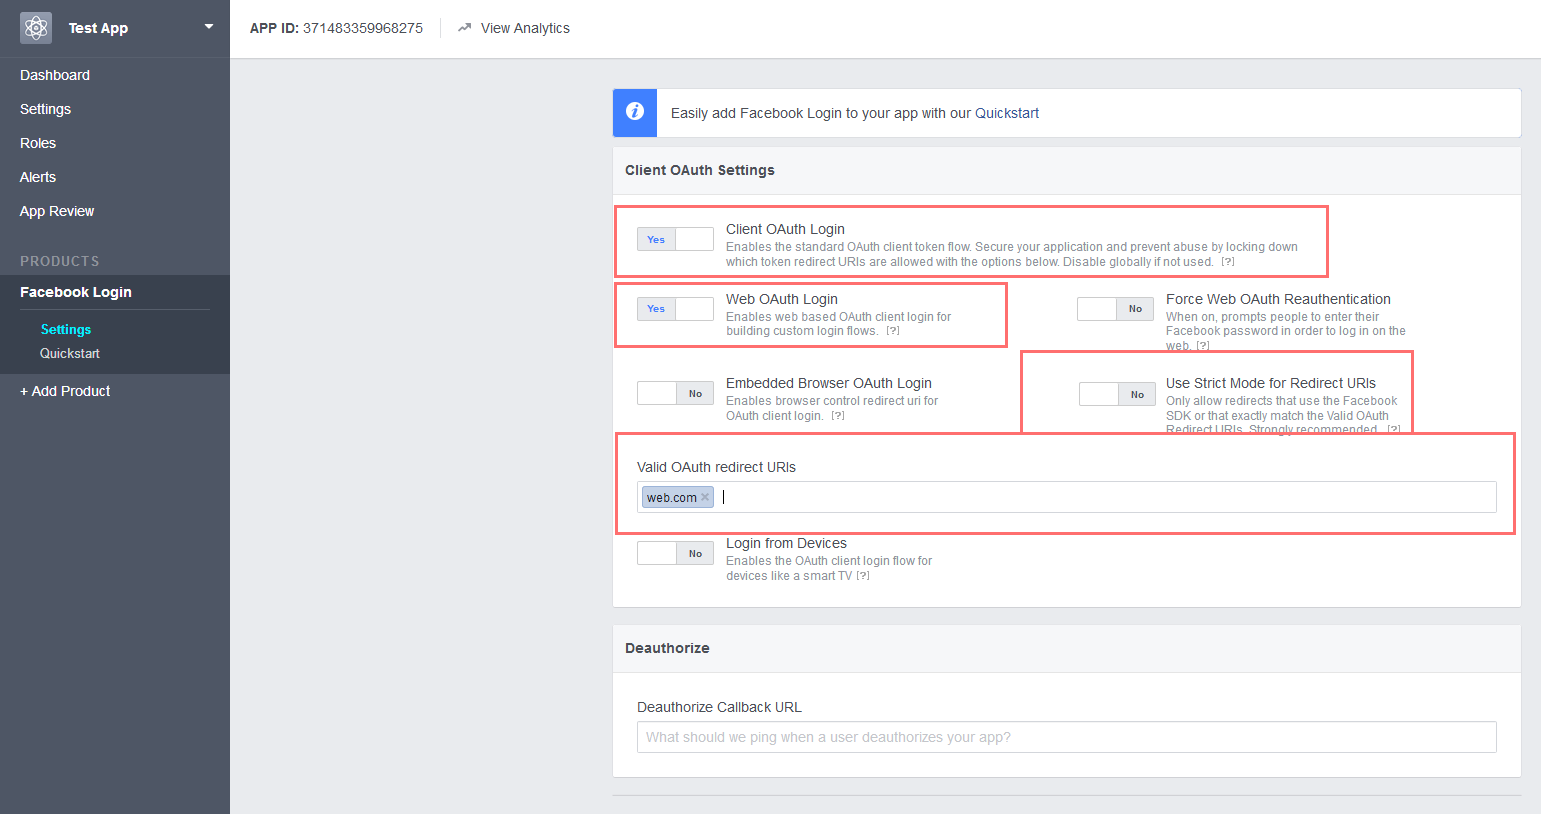 Test App
APP ID: 371483359968275
View Analytics
Dashboard
Settings
Roles
Alerts
App Review
PRODUCTS
Facebook Login
Settings
Quickstart
+ Add Product
Easily add Facebook Login to your app with our Quickstart
Client OAuth Settings
Yes
Client OAuth Login
Enables the standard OAuth client token flow. Secure your application and prevent abuse by locking down
which token redirect URIs are allowed with the options below. Disable globally if not used. [?]
Yes
Web OAuth Login
Enables web based OAuth client login for
building custom login flows. [?]
No
Force Web OAuth Reauthentication
When on, prompts people to enter their
Facebook password in order to log in on the
web. [?]
No
Embedded Browser OAuth Login
Enables browser control redirect uri for
OAuth client login. [?]
No
Use Strict Mode for Redirect URIs
Only allow redirects that use the Facebook
SDK or that exactly match the Valid OAuth
Redirect URIs. Strongly recommended. [?]
Valid OAuth redirect URIs
web.com ×
No
Login from Devices
Enables the OAuth client login flow for
devices like a smart TV [?]
Deauthorize
Deauthorize Callback URL
What should we ping when a user deauthorizes your app?